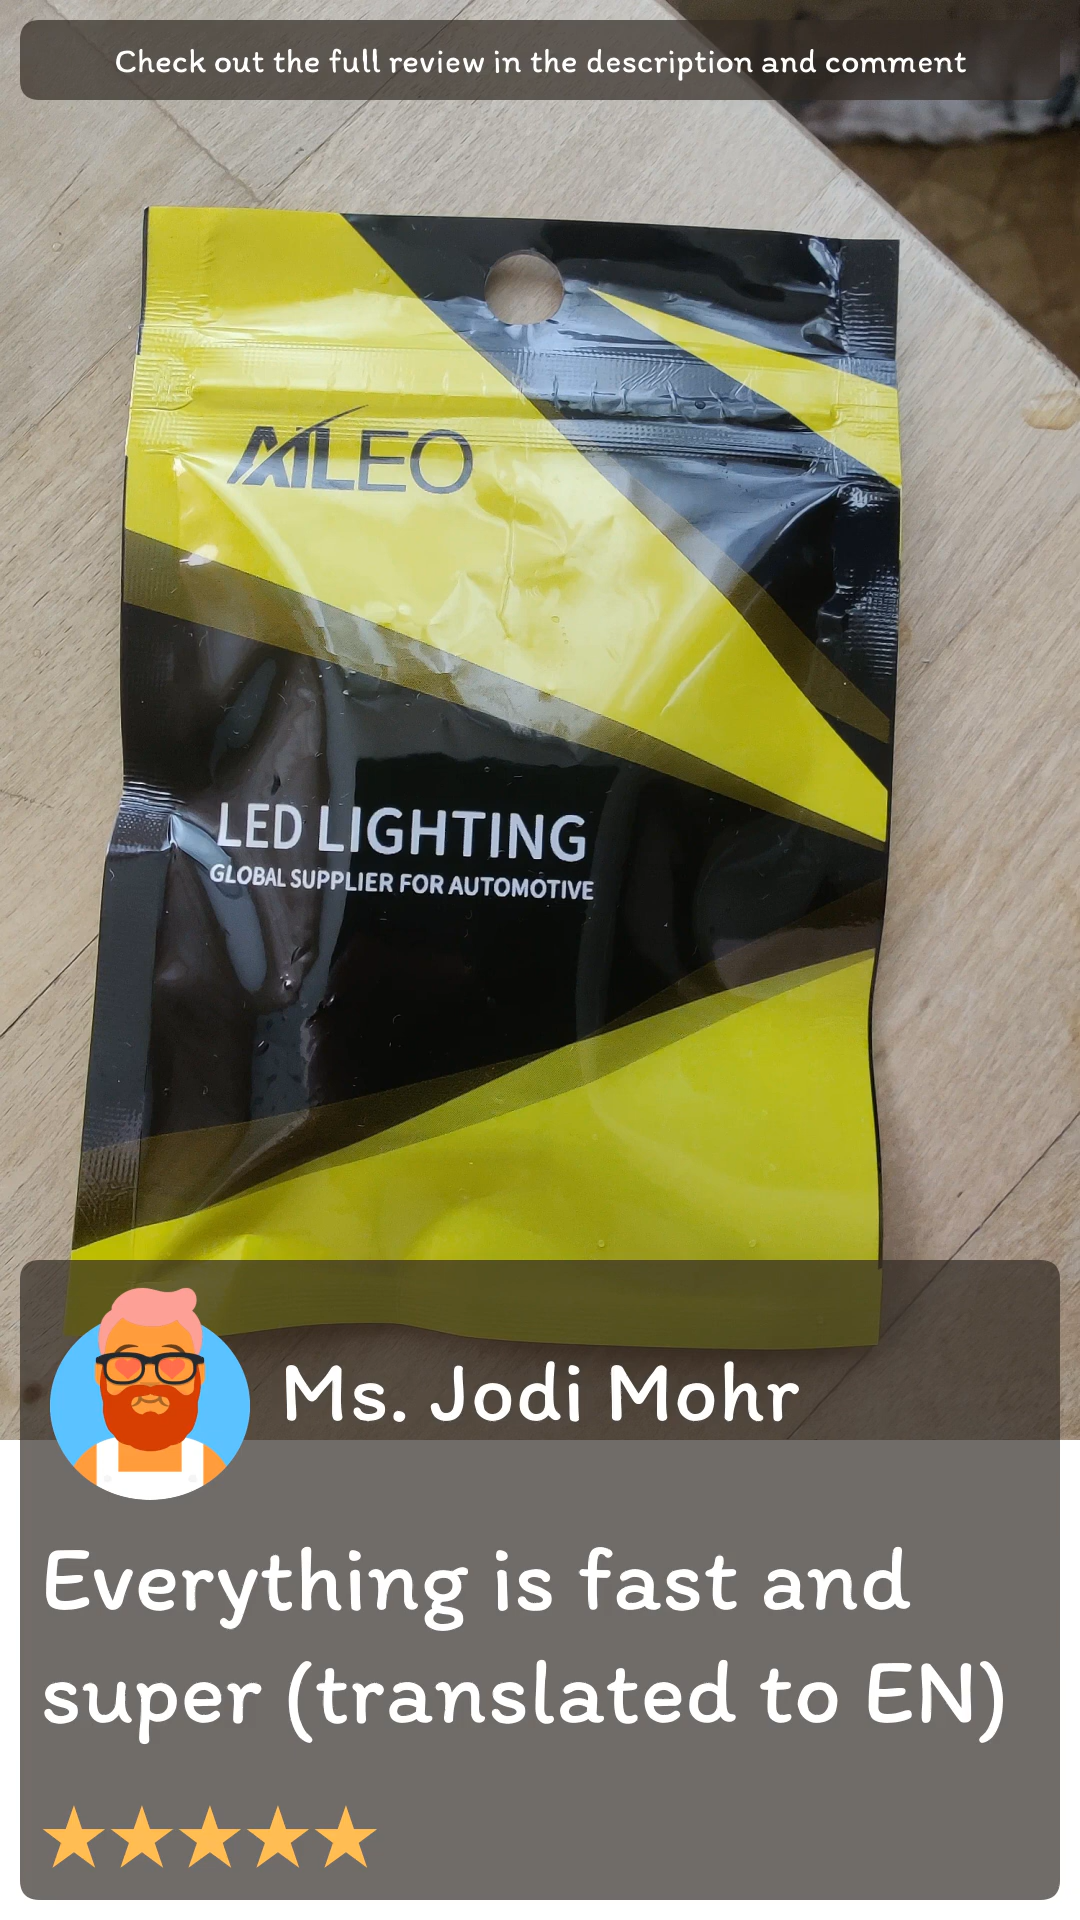 Check out the full review in the description and comment
AILEO
LED LIGHTING
GLOBAL SUPPLIER FOR AUTOMOTIVE
Ms. Jodi Mohr
Everything is fast and
super (translated to EN)